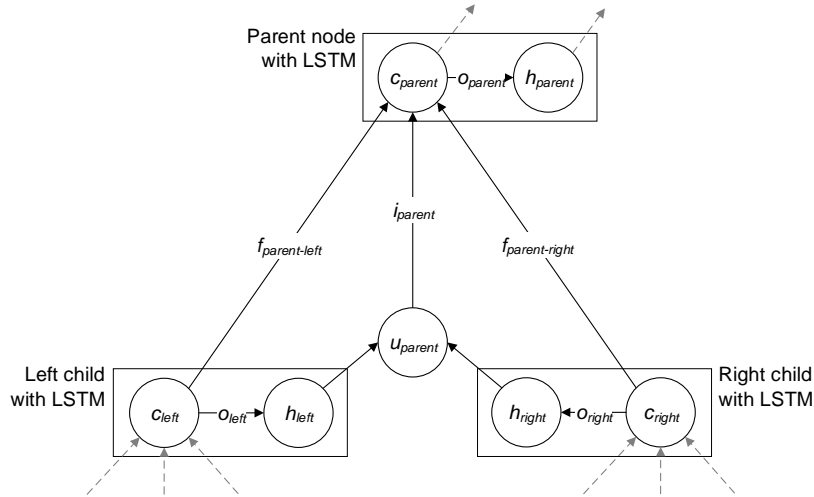 Parent node
with LSTM
c_parent
o_parent
h_parent
i_parent
f_parent-left
f_parent-right
u_parent
Left child
with LSTM
c_left
o_left
h_left
h_right
o_right
c_right
Right child
with LSTM